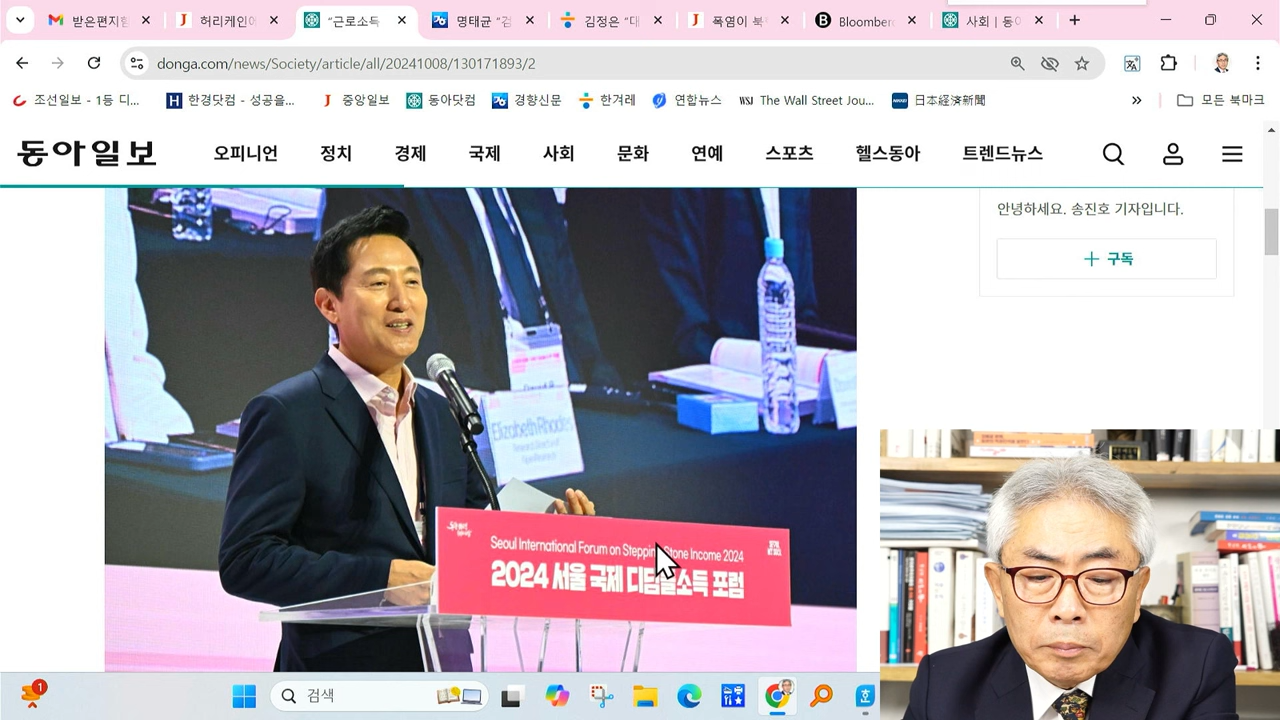 받은편지함
허리케인에
“근로소득
명태균 “검
김정은 “대
폭염이 북
Bloomberg
사회 | 동아
donga.com/news/Society/article/all/20241008/130171893/2
조선일보 - 1등 디...
한경닷컴 - 성공을...
중앙일보
동아닷컴
경향신문
한겨레
연합뉴스
WSJ
The Wall Street Jou...
NIKKEI
日本経済新聞
모든 북마크
동아일보
오피니언
정치
경제
국제
사회
문화
연예
스포츠
헬스동아
트렌드뉴스
안녕하세요. 송진호 기자입니다.
+ 구독
Elizabeth Rhodes
Seoul International Forum on Stepping Stone Income 2024
2024 서울 국제 디딤돌소득 포럼
1
검색